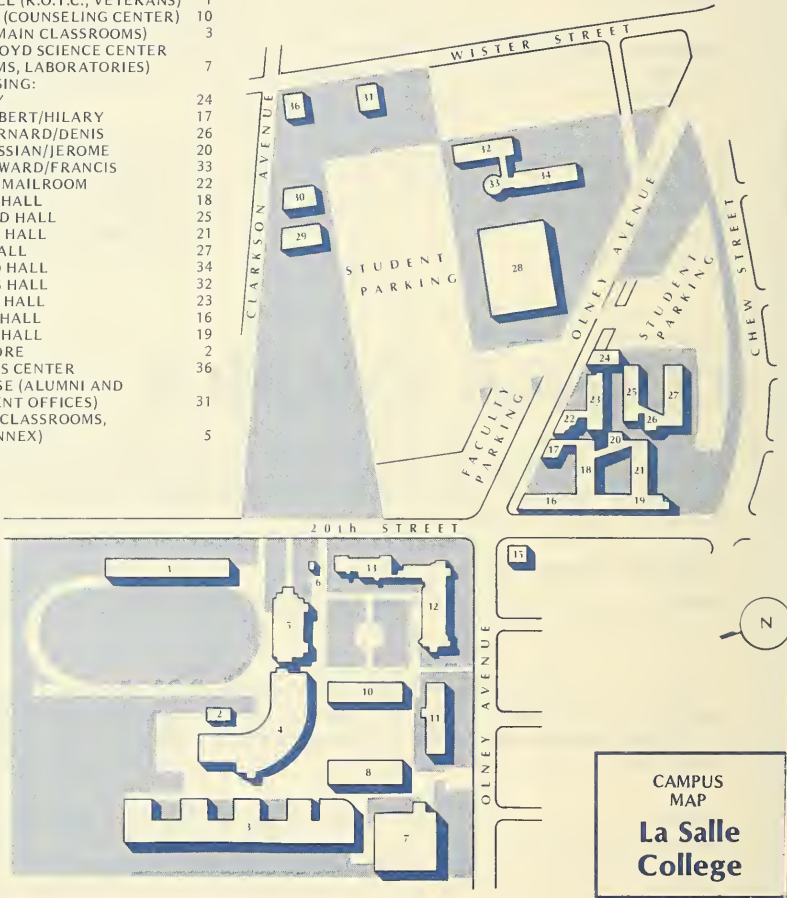 (R.O.T.C., VETERANS) 1
(COUNSELING CENTER) 10
MAIN CLASSROOMS) 3
OYD SCIENCE CENTER
MS, LABORATORIES) 7
SING:
Y 24
BERT/HILARY 17
RNARD/DENIS 26
SSIAN/JEROME 20
WARD/FRANCIS 33
MAILROOM 22
HALL 18
D HALL 25
HALL 21
ALL 27
HALL 34
S HALL 32
HALL 23
HALL 16
HALL 19
ORE 2
S CENTER 36
SE (ALUMNI AND
ENT OFFICES) 31
CLASSROOMS,
NNEX) 5
WISTER STREET
CLARKSON AVENUE
36
31
32
33
34
30
29
28
STUDENT
PARKING
OLNEY AVENUE
STUDENT
PARKING
CHEW STREET
FACULTY
PARKING
24
23
25
27
22
26
20
17
18
21
16
19
20th STREET
1
6
13
15
5
12
N
2
4
10
11
OLNEY AVENUE
8
3
7
CAMPUS
MAP
La Salle
College